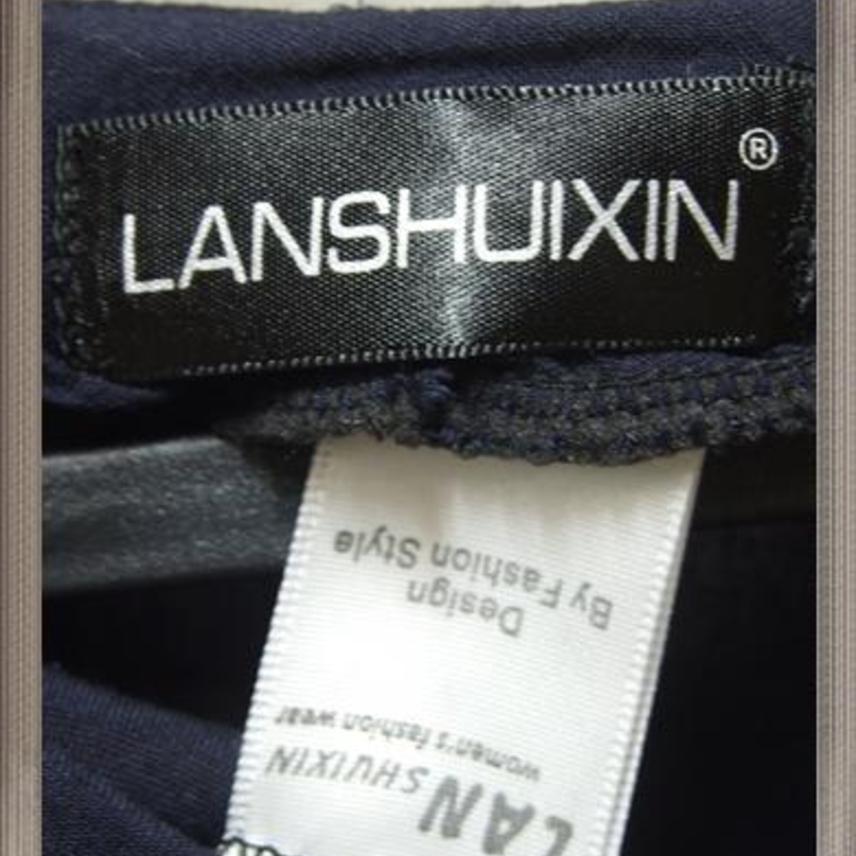 LANSHUIXIN®
LAN SHUIXIN
women's fashion wear
Design
By Fashion Style